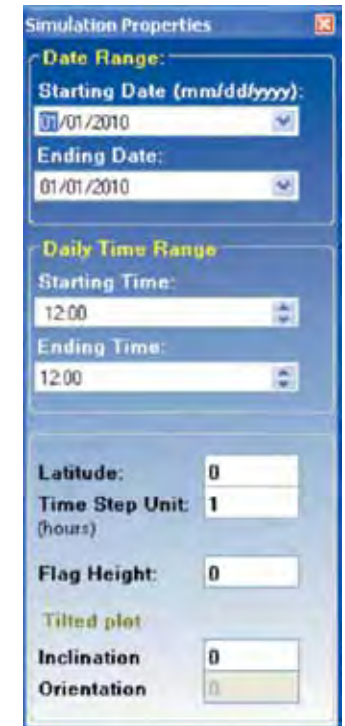 Simulation Properties
Date Range:
Starting Date (mm/dd/yyyy):
01/01/2010
Ending Date:
01/01/2010
Daily Time Range
Starting Time:
12:00
Ending Time:
12:00
Latitude: 0
Time Step Unit: 1
(hours)
Flag Height: 0
Tilted plot
Inclination 0
Orientation 0